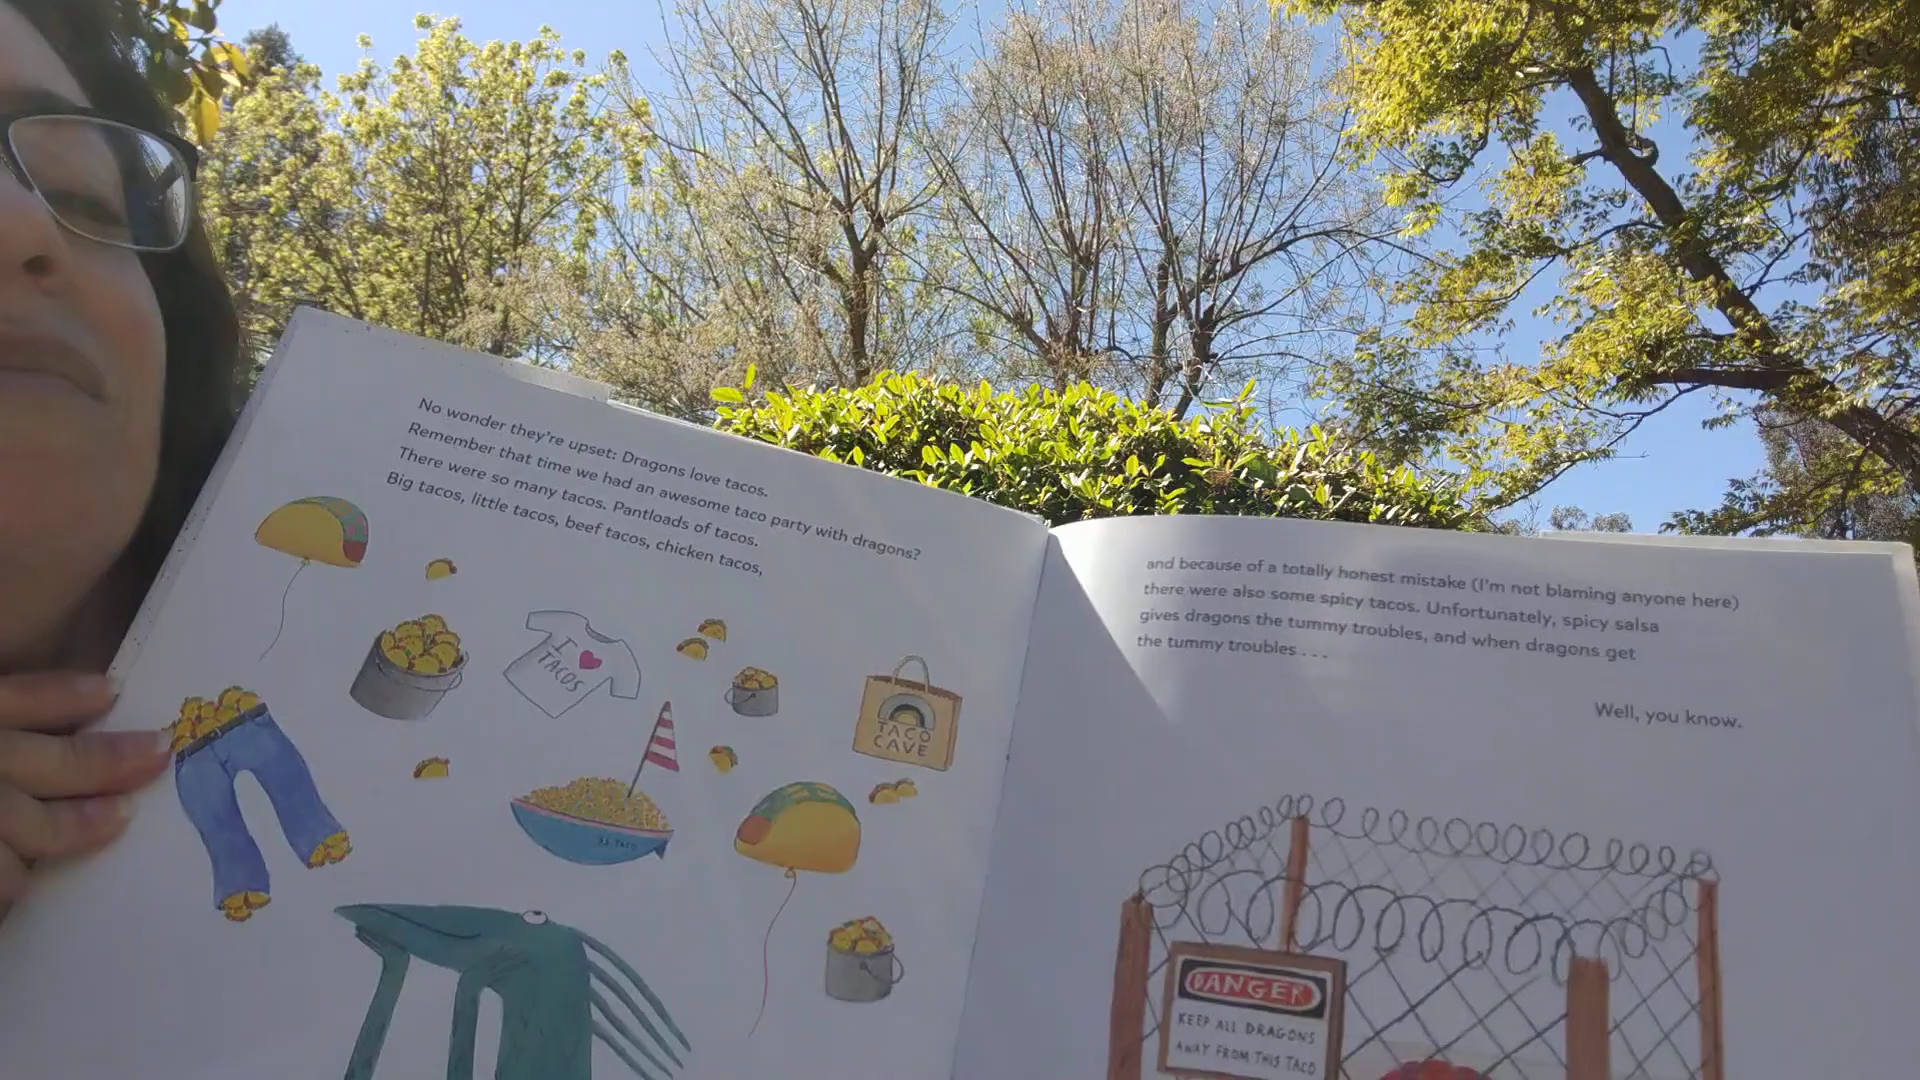 No wonder they're upset: Dragons love tacos.
Remember that time we had an awesome taco party with dragons?
There were so many tacos. Pantloads of tacos.
Big tacos, little tacos, beef tacos, chicken tacos,
I ♥
TACOS
TACO
CAVE
S.S. TACO
and because of a totally honest mistake (I'm not blaming anyone here)
there were also some spicy tacos. Unfortunately, spicy salsa
gives dragons the tummy troubles, and when dragons get
the tummy troubles . . .
Well, you know.
DANGER
KEEP ALL DRAGONS
AWAY FROM THIS TACO